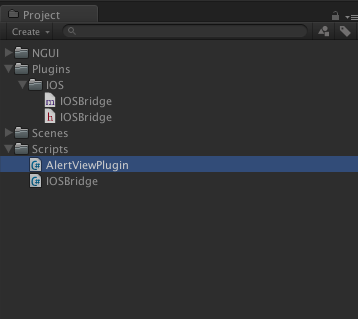 Project
Create
NGUI
Plugins
IOS
m IOSBridge
h IOSBridge
Scenes
Scripts
C# AlertViewPlugin
C# IOSBridge